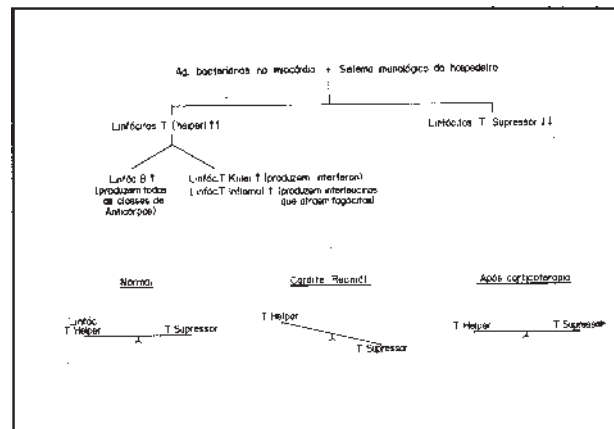 Ag. bacterianos no miocárdio + Sistema imunológico do hospedeiro
Linfócitos T (helper) ↑↑
Linfócitos T Supressor ↓↓
Linfóc B ↑
(produzem todas
as classes de
Anticorpos)
Linfóc.T Killer ↑ (produzem interferon)
Linfóc.T Inflamat ↑ (produzem interleucinas
que atraem fagócitos)
Normal
Linfóc
T Helper
T Supressor
Cardite Reumát
T Helper
T Supressor
Após corticoterapia
T Helper
T Supressor